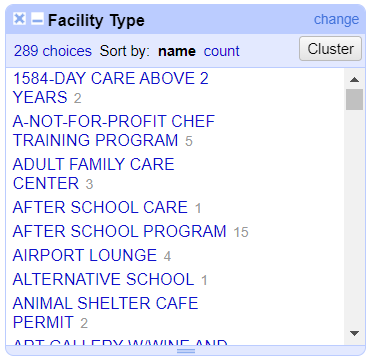 Facility Type
change
289 choices Sort by: name count
Cluster
1584-DAY CARE ABOVE 2
YEARS 2
A-NOT-FOR-PROFIT CHEF
TRAINING PROGRAM 5
ADULT FAMILY CARE
CENTER 3
AFTER SCHOOL CARE 1
AFTER SCHOOL PROGRAM 15
AIRPORT LOUNGE 4
ALTERNATIVE SCHOOL 1
ANIMAL SHELTER CAFE
PERMIT 2
ART GALLERY W/WINE AND